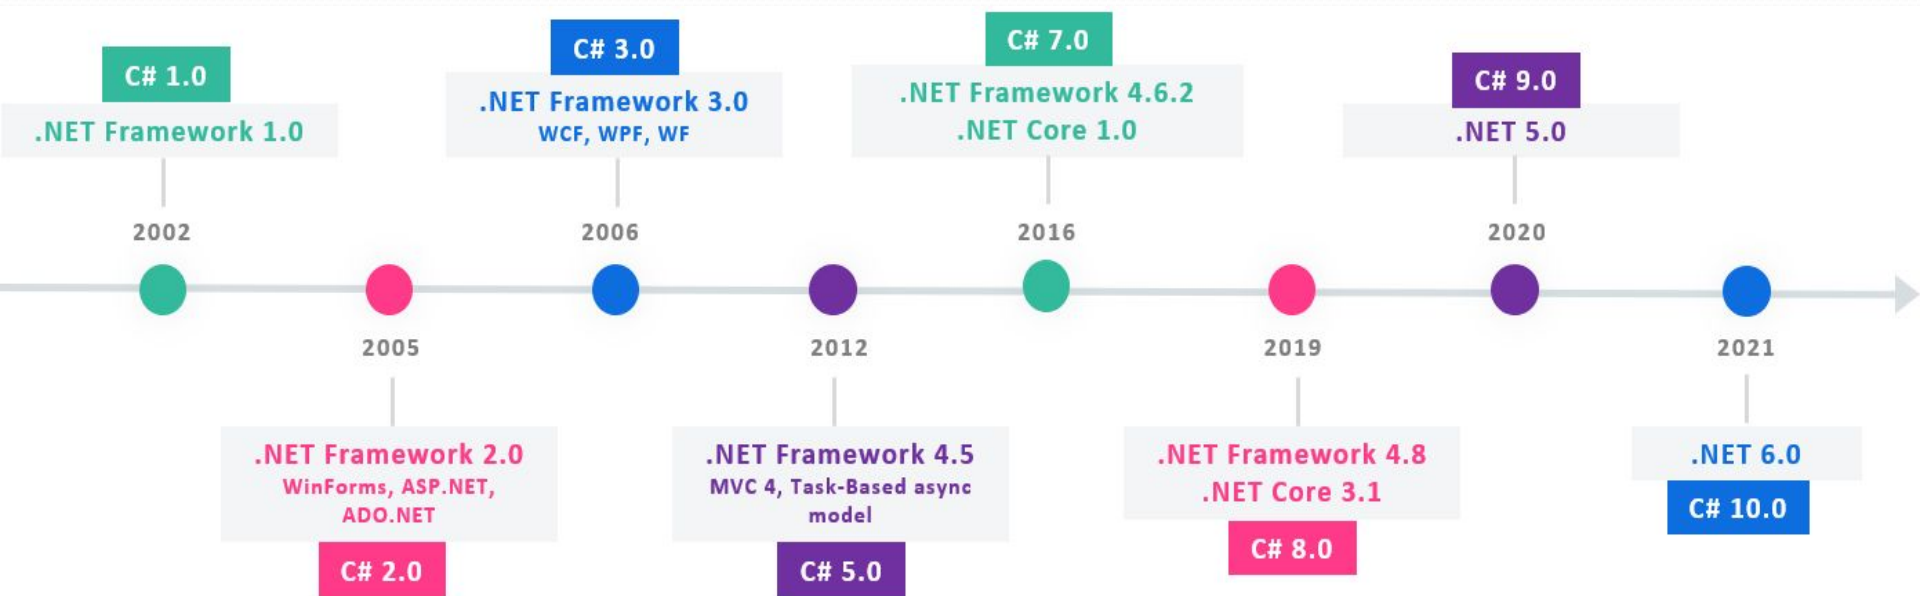 C# 1.0
.NET Framework 1.0
2002
2005
.NET Framework 2.0
WinForms, ASP.NET,
ADO.NET
C# 2.0
C# 3.0
.NET Framework 3.0
WCF, WPF, WF
2006
2012
.NET Framework 4.5
MVC 4, Task-Based async
model
C# 5.0
C# 7.0
.NET Framework 4.6.2
.NET Core 1.0
2016
2019
.NET Framework 4.8
.NET Core 3.1
C# 8.0
C# 9.0
.NET 5.0
2020
2021
.NET 6.0
C# 10.0